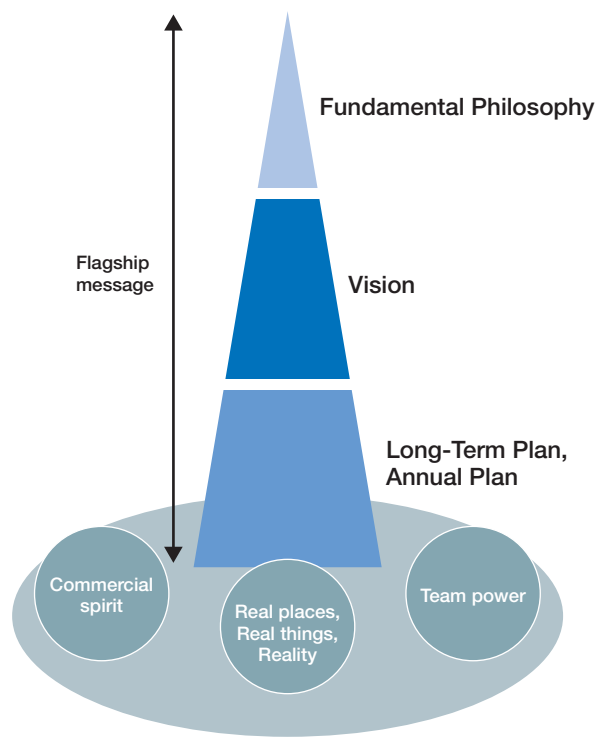 Fundamental Philosophy
Flagship
message
Vision
Long-Term Plan,
Annual Plan
Commercial
spirit
Real places,
Real things,
Reality
Team power